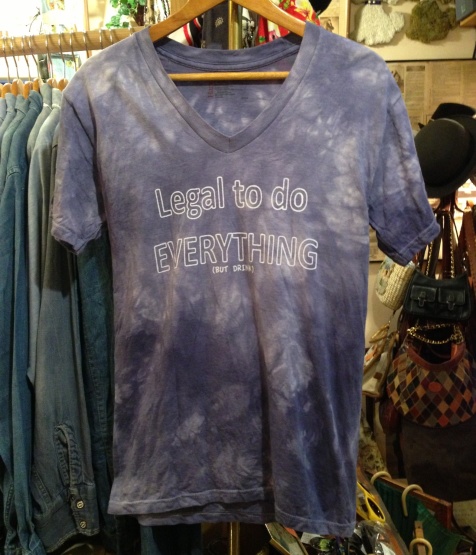 Legal to do
EVERYTHING
(BUT DRINK)